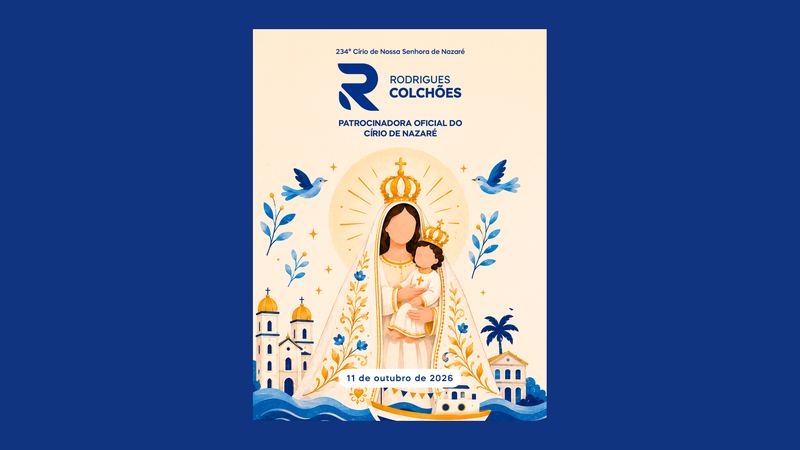 234º Círio de Nossa Senhora de Nazaré
RODRIGUES
COLCHÕES
PATROCINADORA OFICIAL DO
CÍRIO DE NAZARÉ
11 de outubro de 2026